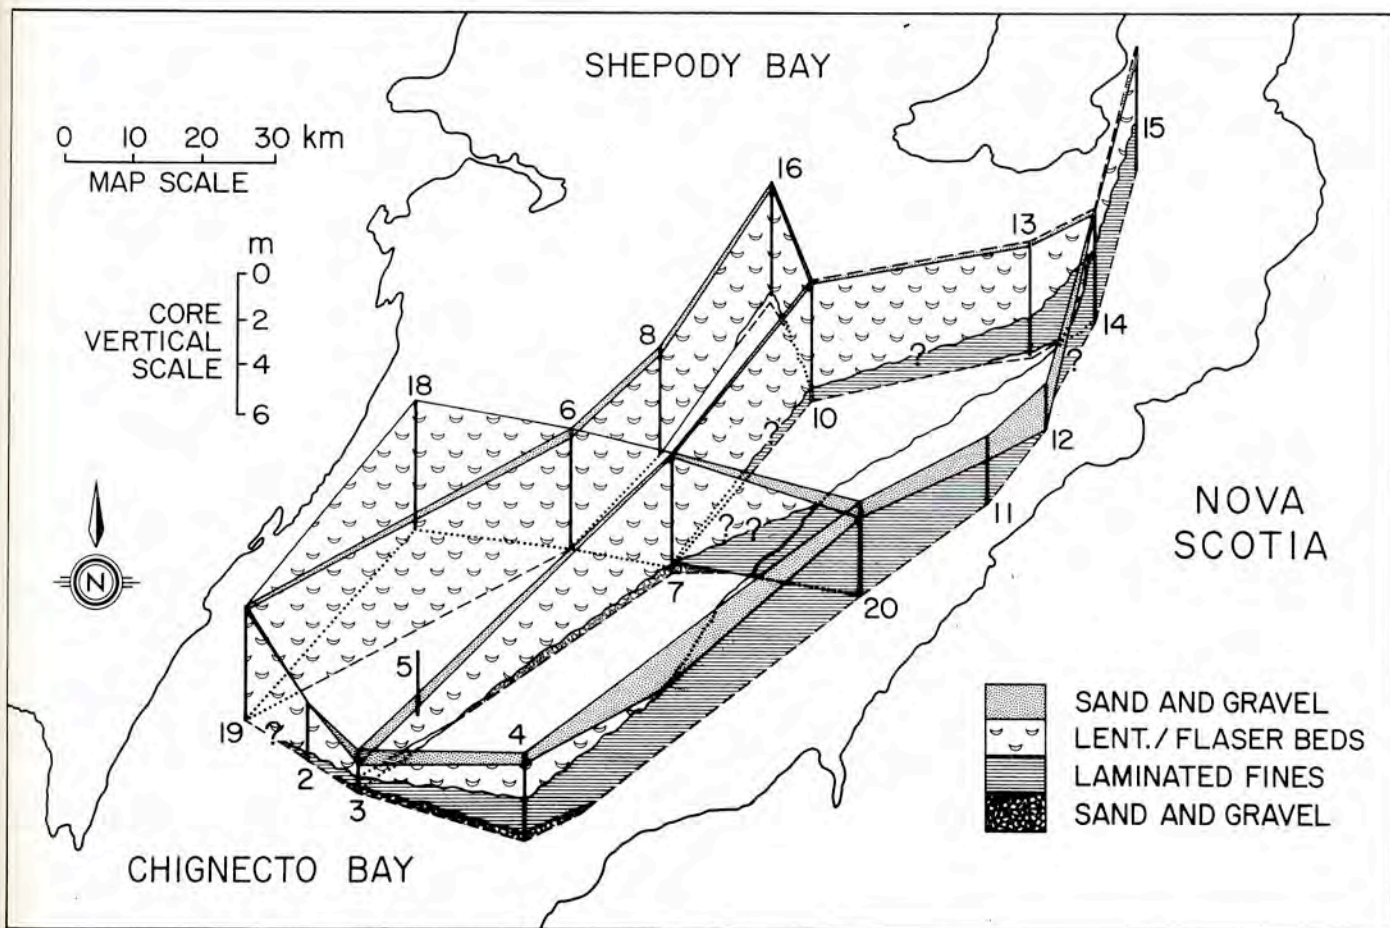 SHEPODY BAY
0 10 20 30 km
MAP SCALE
m
0
2
4
6
CORE
VERTICAL
SCALE
16
15
13
14
8
18
6
10
?
?
?
12
11
? ?
7
20
5
4
19
?
2
3
N
NOVA
SCOTIA
SAND AND GRAVEL
LENT./FLASER BEDS
LAMINATED FINES
SAND AND GRAVEL
CHIGNECTO BAY